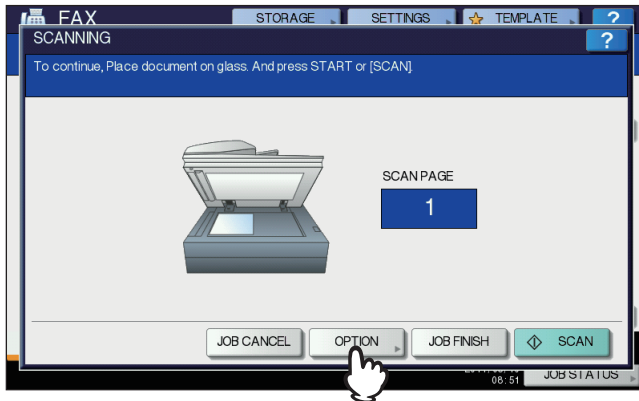 FAX
STORAGE SETTINGS TEMPLATE ?
SCANNING ?
To continue, Place document on glass. And press START or [SCAN].
SCAN PAGE
1
JOB CANCEL OPTION JOB FINISH SCAN
08:51 JOB STATUS